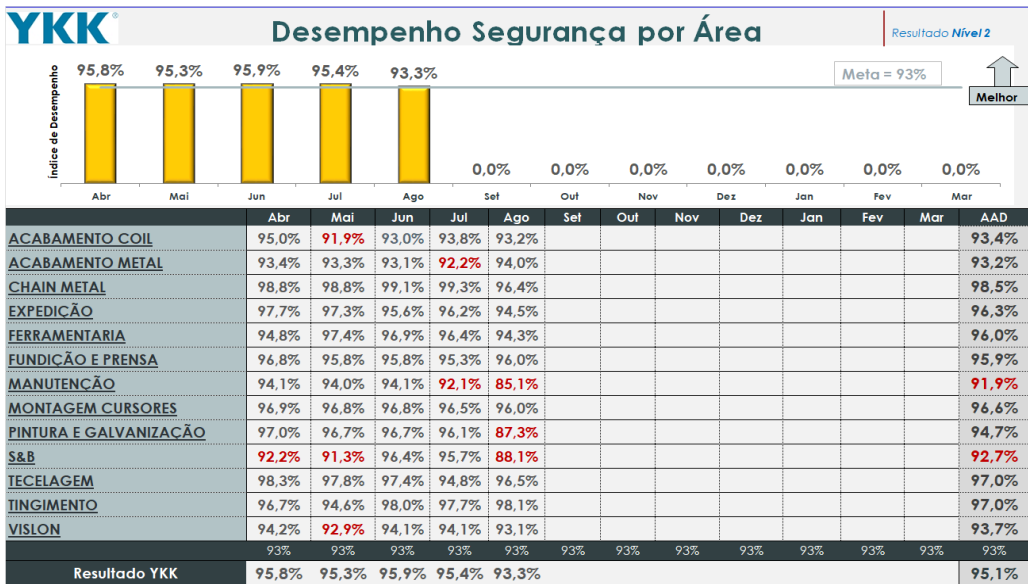 YKK®
Desempenho Segurança por Área
Resultado Nível 2
Índice de Desempenho
95,8% 95,3% 95,9% 95,4% 93,3% 0,0% 0,0% 0,0% 0,0% 0,0% 0,0% 0,0%
Meta = 93%
Melhor
Abr Mai Jun Jul Ago Set Out Nov Dez Jan Fev Mar
Abr Mai Jun Jul Ago Set Out Nov Dez Jan Fev Mar AAD
ACABAMENTO COIL 95,0% 91,9% 93,0% 93,8% 93,2% 93,4%
ACABAMENTO METAL 93,4% 93,3% 93,1% 92,2% 94,0% 93,2%
CHAIN METAL 98,8% 98,8% 99,1% 99,3% 96,4% 98,5%
EXPEDIÇÃO 97,7% 97,3% 95,6% 96,2% 94,5% 96,3%
FERRAMENTARIA 94,8% 97,4% 96,9% 96,4% 94,3% 96,0%
FUNDIÇÃO E PRENSA 96,8% 95,8% 95,8% 95,3% 96,0% 95,9%
MANUTENÇÃO 94,1% 94,0% 94,1% 92,1% 85,1% 91,9%
MONTAGEM CURSORES 96,9% 96,8% 96,8% 96,5% 96,0% 96,6%
PINTURA E GALVANIZAÇÃO 97,0% 96,7% 96,7% 96,1% 87,3% 94,7%
S&B 92,2% 91,3% 96,4% 95,7% 88,1% 92,7%
TECELAGEM 98,3% 97,8% 97,4% 94,8% 96,5% 97,0%
TINGIMENTO 96,7% 94,6% 98,0% 97,7% 98,1% 97,0%
VISLON 94,2% 92,9% 94,1% 94,1% 93,1% 93,7%
93% 93% 93% 93% 93% 93% 93% 93% 93% 93% 93% 93% 93%
Resultado YKK 95,8% 95,3% 95,9% 95,4% 93,3% 95,1%